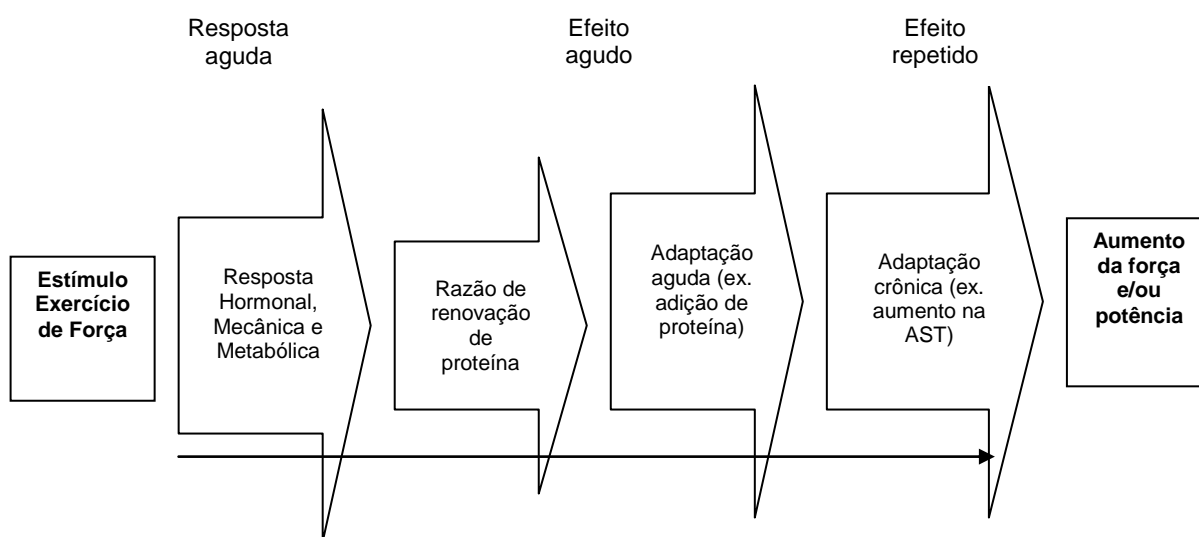 Resposta
aguda
Efeito
agudo
Efeito
repetido
Estímulo
Exercício
de Força
Resposta
Hormonal,
Mecânica e
Metabólica
Razão de
renovação
de
proteína
Adaptação
aguda (ex.
adição de
proteína)
Adaptação
crônica (ex.
aumento na
AST)
Aumento
da força
e/ou
potência